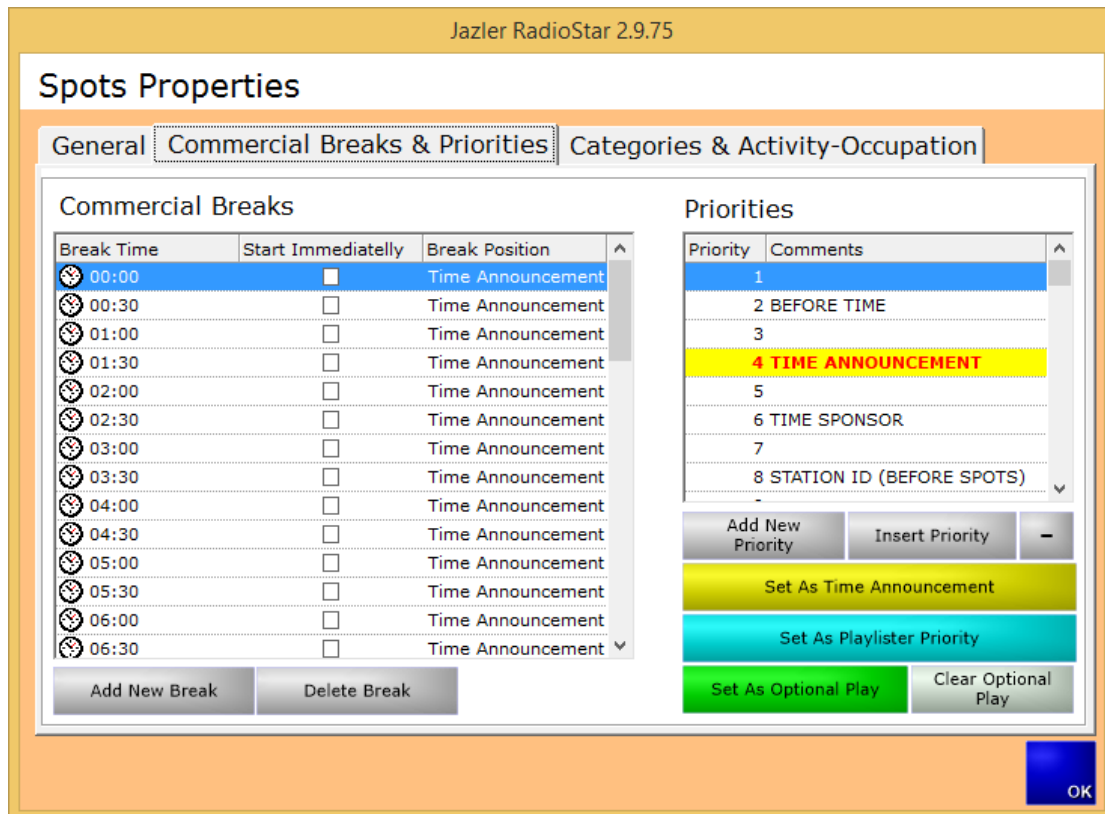 Jazler RadioStar 2.9.75
Spots Properties
General Commercial Breaks & Priorities Categories & Activity-Occupation
Commercial Breaks
Break Time Start Immediatelly Break Position
00:00 Time Announcement
00:30 Time Announcement
01:00 Time Announcement
01:30 Time Announcement
02:00 Time Announcement
02:30 Time Announcement
03:00 Time Announcement
03:30 Time Announcement
04:00 Time Announcement
04:30 Time Announcement
05:00 Time Announcement
05:30 Time Announcement
06:00 Time Announcement
06:30 Time Announcement
Add New Break Delete Break
Priorities
Priority Comments
1
2 BEFORE TIME
3
4 TIME ANNOUNCEMENT
5
6 TIME SPONSOR
7
8 STATION ID (BEFORE SPOTS)
Add New
Priority
Insert Priority
-
Set As Time Announcement
Set As Playlister Priority
Set As Optional Play
Clear Optional
Play
OK